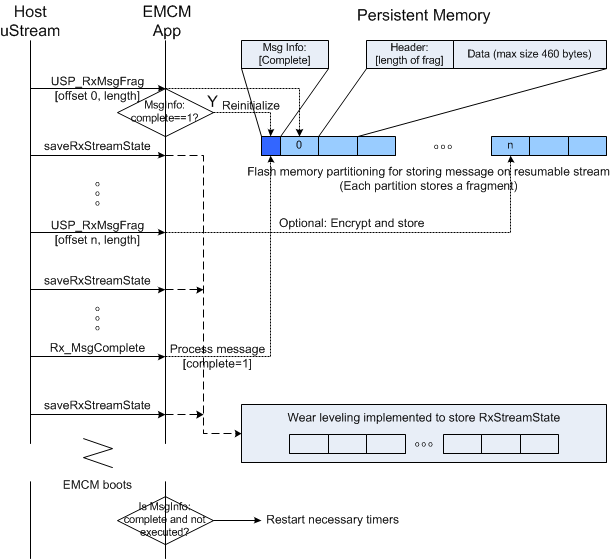 Host
uStream
EMCM
App
Persistent Memory
Msg Info:
[Complete]
Header:
[length of frag]
Data (max size 460 bytes)
USP_RxMsgFrag
[offset 0, length]
MsgInfo:
complete==1?
Y
Reinitialize
0
n
saveRxStreamState
Flash memory partitioning for storing message on resumable stream
(Each partition stores a fragment)
USP_RxMsgFrag
[offset n, length]
Optional: Encrypt and store
saveRxStreamState
Rx_MsgComplete
Process message
[complete=1]
saveRxStreamState
Wear leveling implemented to store RxStreamState
EMCM boots
Is MsgInfo:
complete and not
executed?
Restart necessary timers